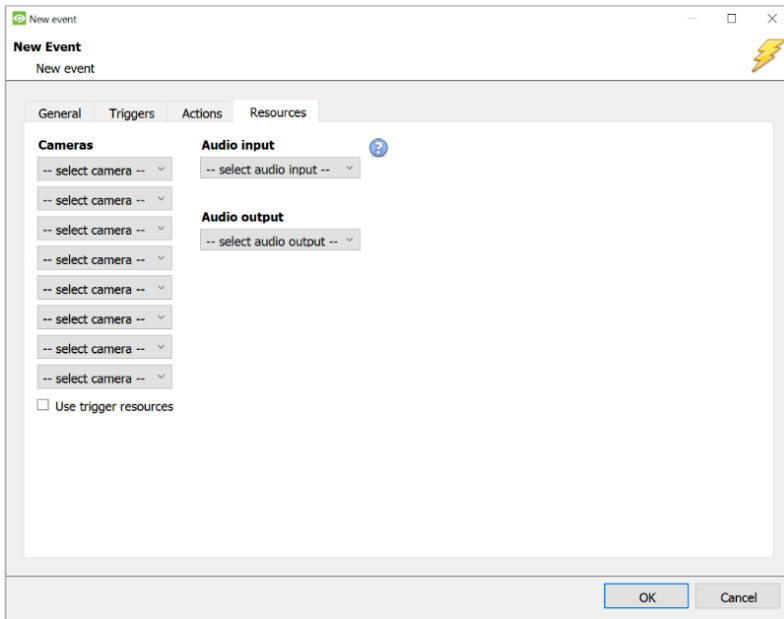 New event
New Event
New event
General Triggers Actions Resources
Cameras
-- select camera --
-- select camera --
-- select camera --
-- select camera --
-- select camera --
-- select camera --
-- select camera --
-- select camera --
Use trigger resources
Audio input
-- select audio input --
?
Audio output
-- select audio output --
OK Cancel